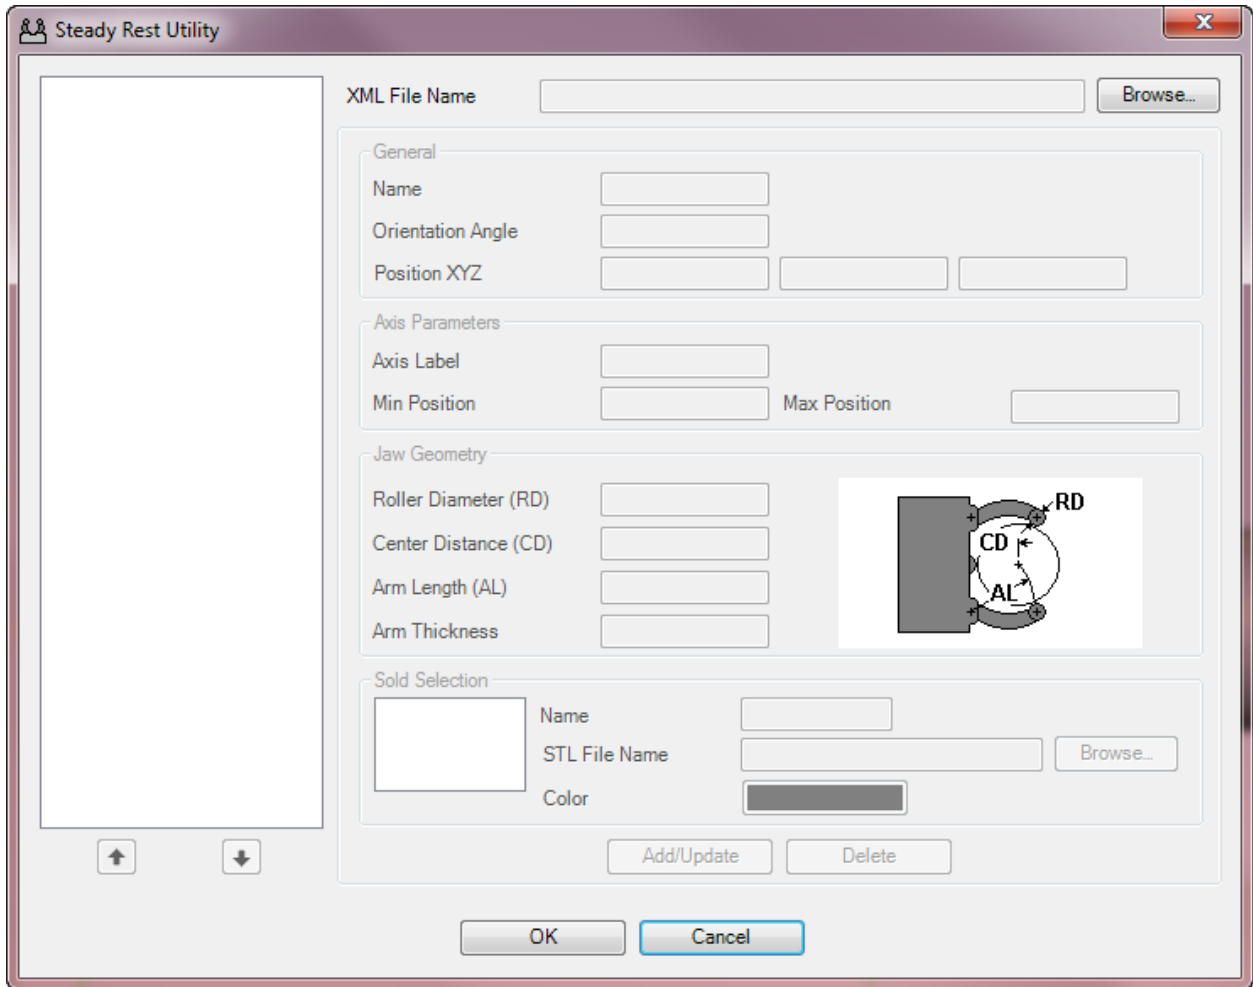 Steady Rest Utility
XML File Name Browse...
General
Name
Orientation Angle
Position XYZ
Axis Parameters
Axis Label
Min Position Max Position
Jaw Geometry
Roller Diameter (RD)
Center Distance (CD)
Arm Length (AL)
Arm Thickness
RD
CD
AL
Sold Selection
Name
STL File Name Browse...
Color
Add/Update Delete
OK Cancel